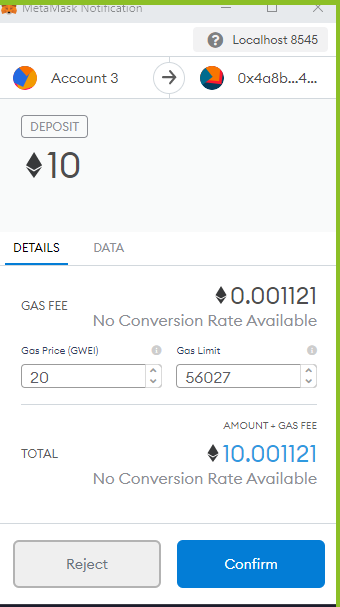 MetaMask Notification
Localhost 8545
Account 3
0x4a8b...4...
DEPOSIT
10
DETAILS
DATA
GAS FEE
0.001121
No Conversion Rate Available
Gas Price (GWEI)
Gas Limit
20
56027
AMOUNT + GAS FEE
TOTAL
10.001121
No Conversion Rate Available
Reject
Confirm